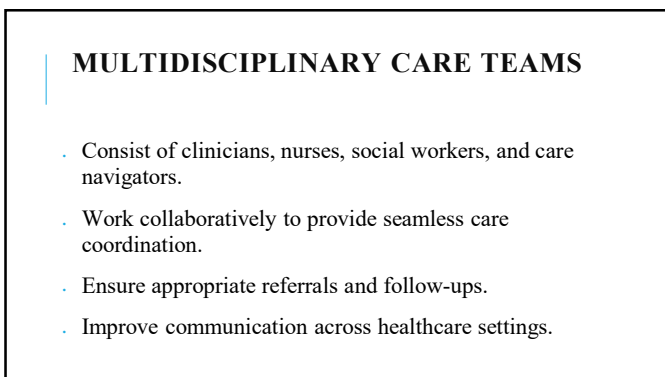 MULTIDISCIPLINARY CARE TEAMS
. Consist of clinicians, nurses, social workers, and care
navigators.
. Work collaboratively to provide seamless care
coordination.
. Ensure appropriate referrals and follow-ups.
. Improve communication across healthcare settings.